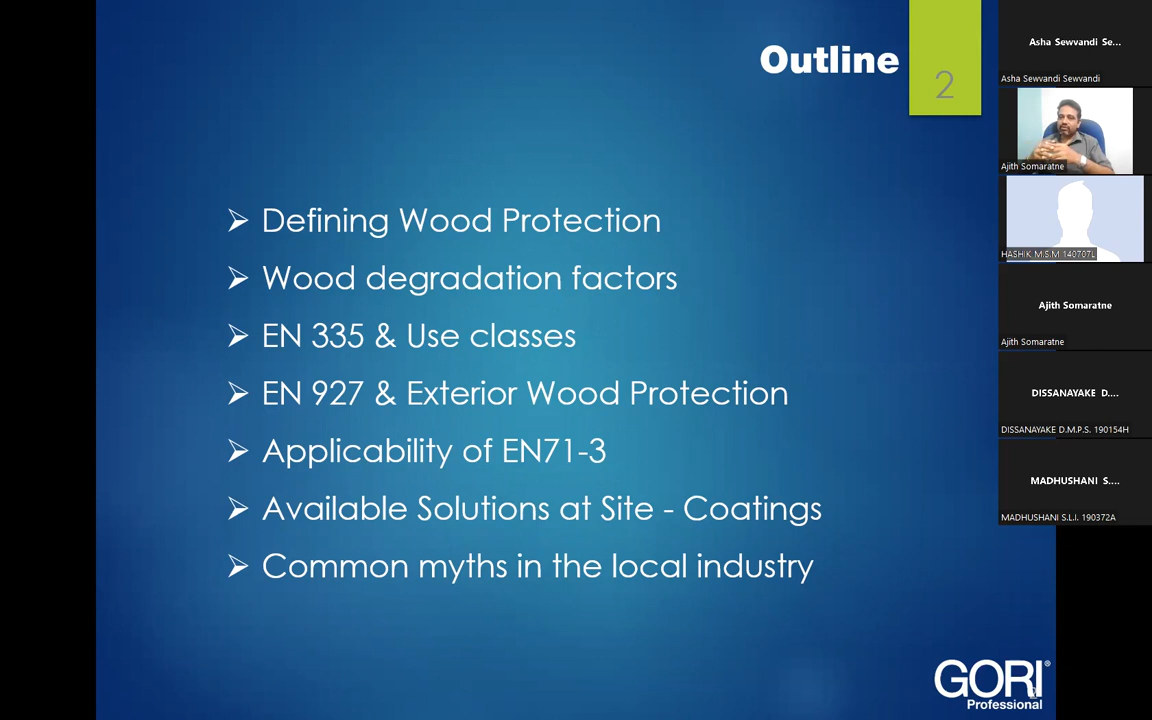 Outline
2
➢ Defining Wood Protection
➢ Wood degradation factors
➢ EN 335 & Use classes
➢ EN 927 & Exterior Wood Protection
➢ Applicability of EN71-3
➢ Available Solutions at Site - Coatings
➢ Common myths in the local industry
GORI®
Professional
Asha Sewvandi Se...
Asha Sewvandi Sewvandi
Ajith Somaratne
HASHIK M.S.M 140707L
Ajith Somaratne
Ajith Somaratne
DISSANAYAKE D....
DISSANAYAKE D.M.P.S. 190154H
MADHUSHANI S....
MADHUSHANI S.L.I. 190372A